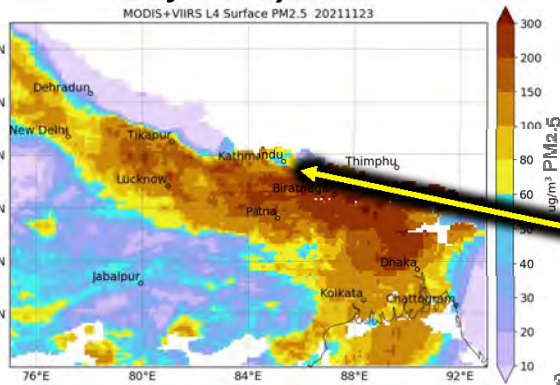 MODIS+VIIRS L4 Surface PM2.5 20211123
300
Dehradun
200
150
New Delhi
Tikapur
100
Kathmandu
Thimphu
80
Lucknow
60
Patna
50
Dhaka
40
Jabalpur
30
Kolkata
Chattogram
20
10
76°E
80°E
84°E
88°E
92°E
ug/m³ PM2.5